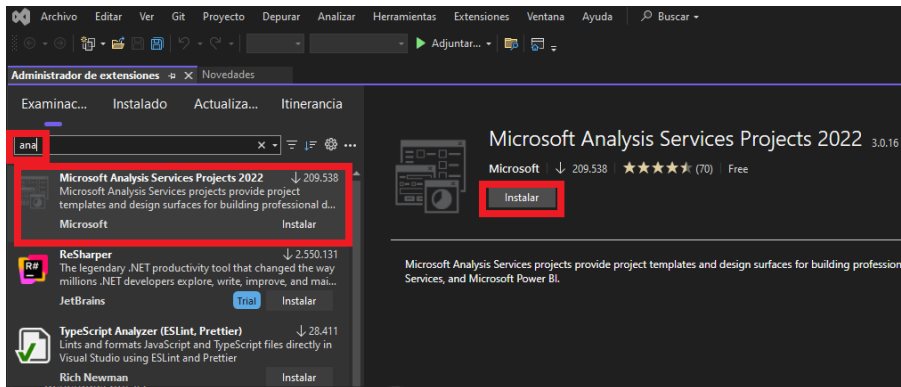 Archivo Editar Ver Git Proyecto Depurar Analizar Herramientas Extensiones Ventana Ayuda Buscar
Adjuntar...
Administrador de extensiones Novedades
Examinac... Instalado Actualiza... Itinerancia
ana
Microsoft Analysis Services Projects 2022 209.538
Microsoft Analysis Services projects provide project
templates and design surfaces for building professional d...
Microsoft Instalar
ReSharper 2.550.131
The legendary .NET productivity tool that changed the way
millions .NET developers explore, write, improve, and mai...
JetBrains Trial Instalar
TypeScript Analyzer (ESLint, Prettier) 28.411
Lints and formats JavaScript and TypeScript files directly in
Visual Studio using ESLint and Prettier
Rich Newman Instalar
Microsoft Analysis Services Projects 2022 3.0.16
Microsoft 209.538 (70) Free
Instalar
Microsoft Analysis Services projects provide project templates and design surfaces for building profession
Services, and Microsoft Power BI.
R#